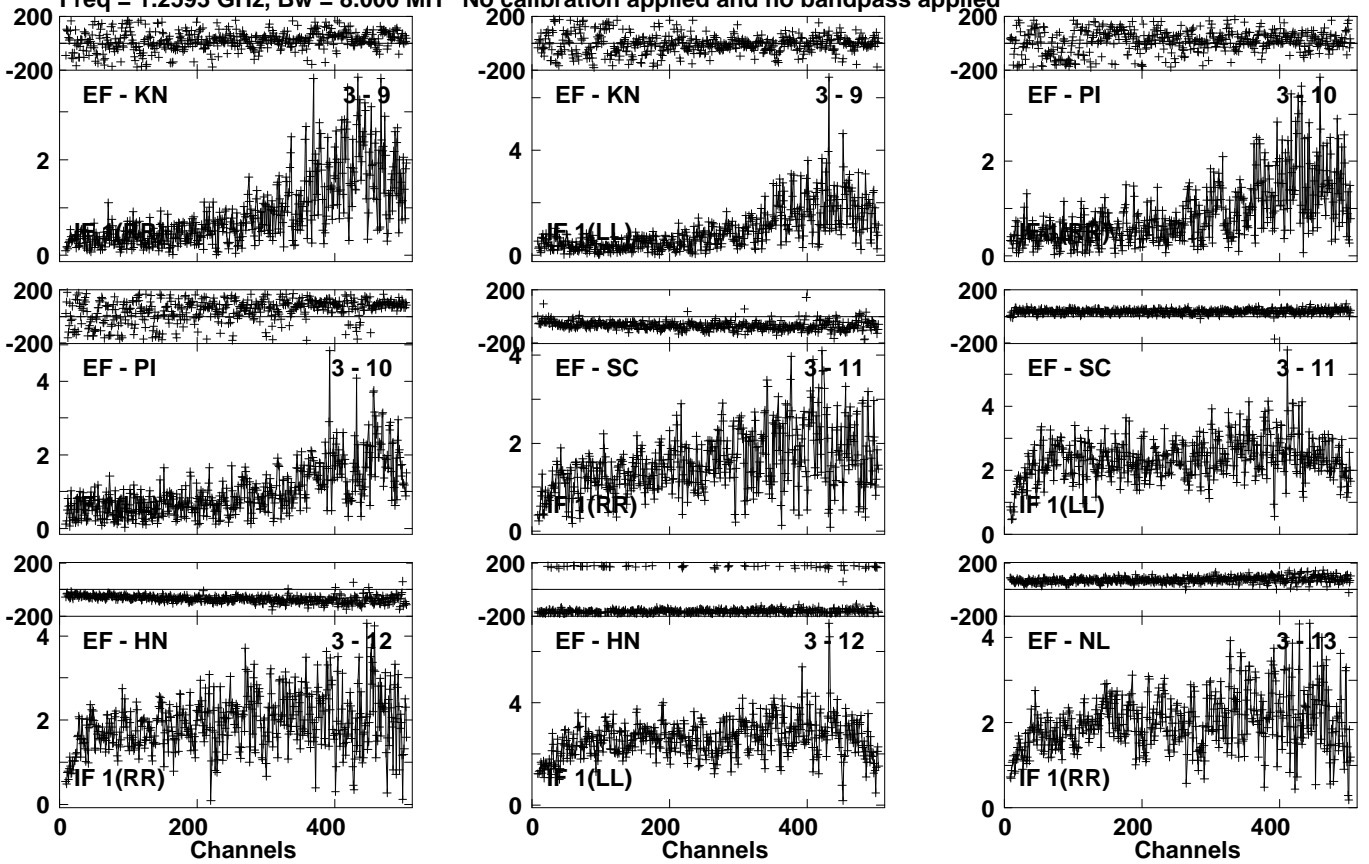 Freq = 1.2593 GHz, Bw = 8.000 MH No calibration applied and no bandpass applied
200
-200
EF - KN 3 - 9
2
0
IF 1(RR)
200
-200
EF - KN 3 - 9
4
0
IF 1(LL)
200
-200
EF - PI 3 - 10
2
0
IF 1(RR)
200
-200
EF - PI 3 - 10
4
2
0
200
-200
EF - SC 3 - 11
4
2
0
IF 1(RR)
200
-200
EF - SC 3 - 11
4
2
0
IF 1(LL)
200
-200
EF - HN 3 - 12
4
2
0
IF 1(RR)
0 200 400
Channels
200
-200
EF - HN 3 - 12
4
0
IF 1(LL)
0 200 400
Channels
200
-200
EF - NL 3 - 13
4
2
0
IF 1(RR)
0 200 400
Channels